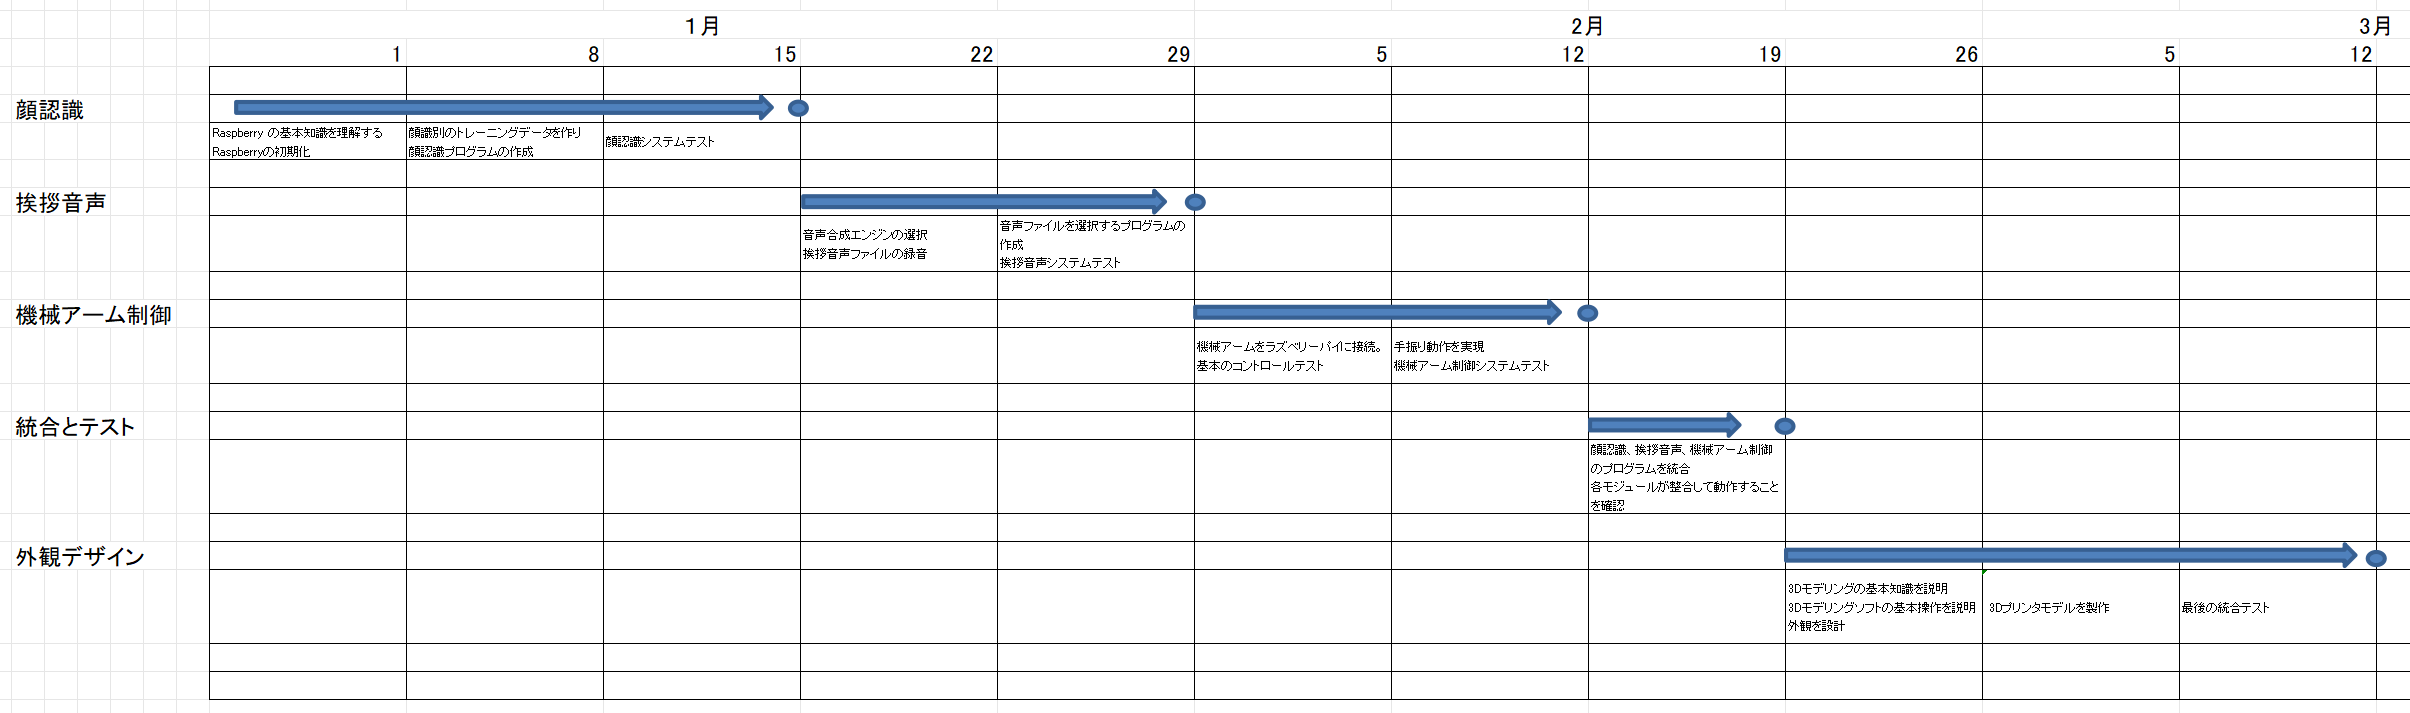 １月
2月
3月
1
8
15
22
29
5
12
19
26
5
12
顔認識
Raspberry の基本知識を理解する
Raspberryの初期化
顔識別のトレーニングデータを作り
顔認識プログラムの作成
顔認識システムテスト
挨拶音声
音声合成エンジンの選択
挨拶音声ファイルの録音
音声ファイルを選択するプログラムの
作成
挨拶音声システムテスト
機械アーム制御
機械アームをラズベリーパイに接続。
基本のコントロールテスト
手振り動作を実現
機械アーム制御システムテスト
統合とテスト
顔認識、挨拶音声、機械アーム制御
のプログラムを統合
各モジュールが整合して動作すること
を確認
外観デザイン
3Dモデリングの基本知識を説明
3Dモデリングソフトの基本操作を説明
外観を設計
3Dプリンタモデルを製作
最後の統合テスト